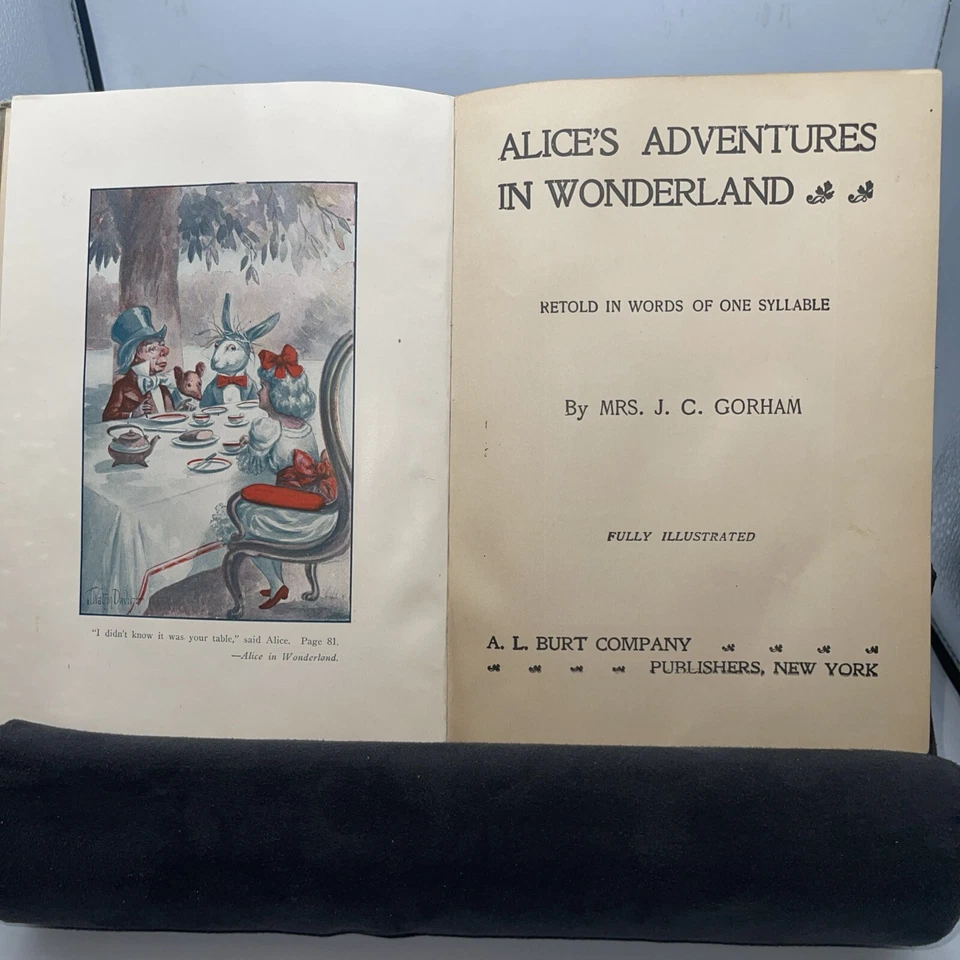 "I didn't know it was your table," said Alice. Page 81.
—Alice in Wonderland.
ALICE'S ADVENTURES
IN WONDERLAND
RETOLD IN WORDS OF ONE SYLLABLE
By MRS. J. C. GORHAM
FULLY ILLUSTRATED
A. L. BURT COMPANY
PUBLISHERS, NEW YORK